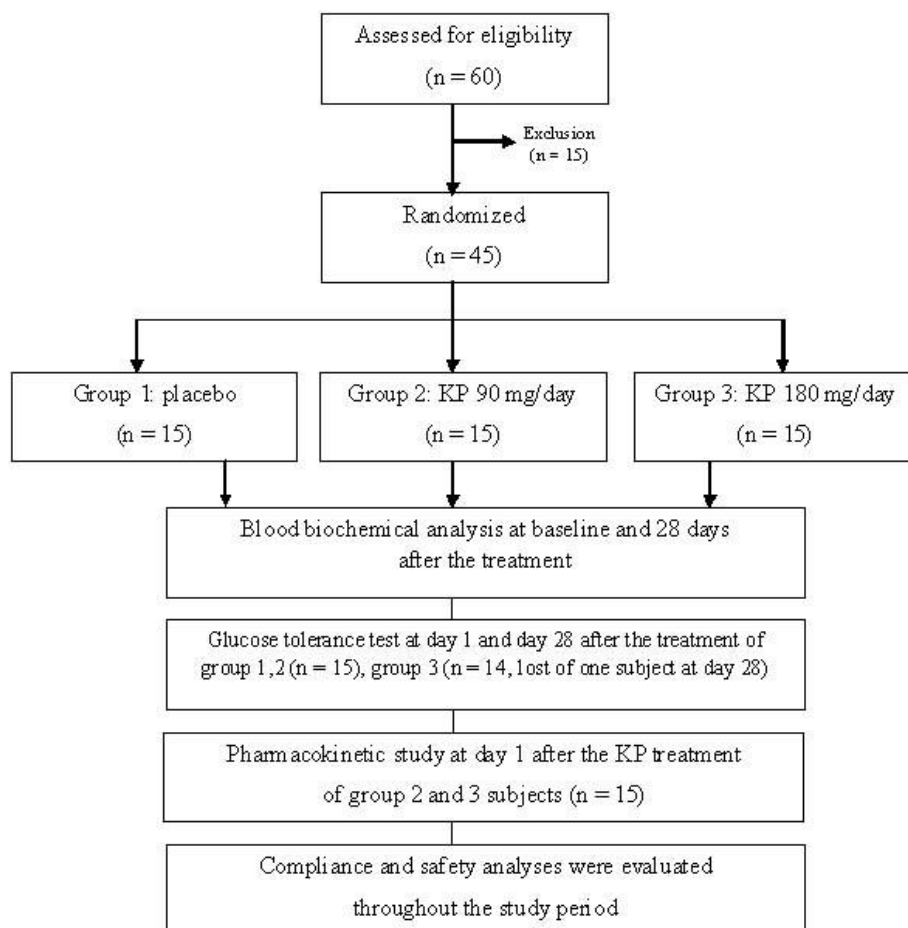 Assessed for eligibility
(n = 60)
Exclusion
(n = 15)
Randomized
(n = 45)
Group 1: placebo
(n = 15)
Group 2: KP 90 mg/day
(n = 15)
Group 3: KP 180 mg/day
(n = 15)
Blood biochemical analysis at baseline and 28 days
after the treatment
Glucose tolerance test at day 1 and day 28 after the treatment of
group 1,2 (n = 15), group 3 (n = 14, lost of one subject at day 28)
Pharmacokinetic study at day 1 after the KP treatment
of group 2 and 3 subjects (n = 15)
Compliance and safety analyses were evaluated
throughout the study period